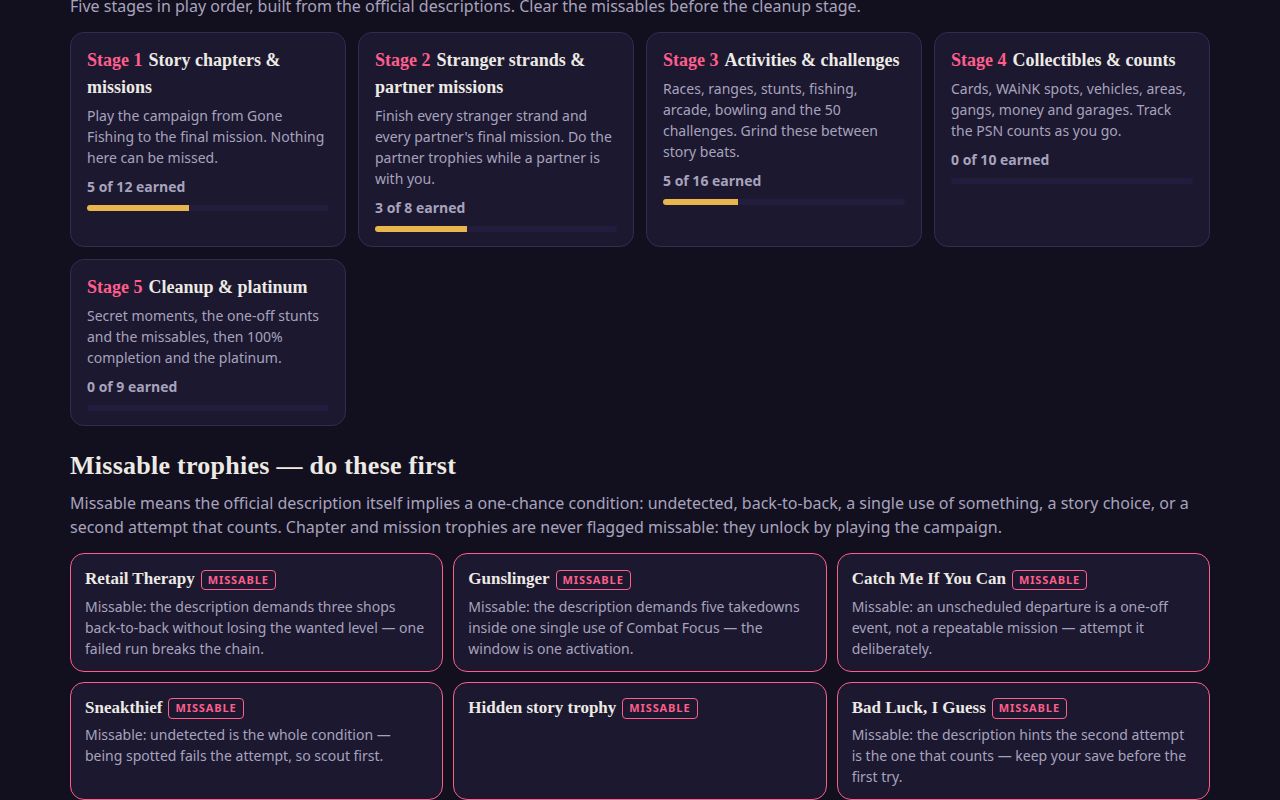 Five stages in play order, built from the official descriptions. Clear the missables before the cleanup stage.
Stage 1 Story chapters &
missions
Play the campaign from Gone
Fishing to the final mission. Nothing
here can be missed.
5 of 12 earned
Stage 2 Stranger strands &
partner missions
Finish every stranger strand and
every partner's final mission. Do the
partner trophies while a partner is
with you.
3 of 8 earned
Stage 3 Activities & challenges
Races, ranges, stunts, fishing,
arcade, bowling and the 50
challenges. Grind these between
story beats.
5 of 16 earned
Stage 4 Collectibles & counts
Cards, WAiNK spots, vehicles, areas,
gangs, money and garages. Track
the PSN counts as you go.
0 of 10 earned
Stage 5 Cleanup & platinum
Secret moments, the one-off stunts
and the missables, then 100%
completion and the platinum.
0 of 9 earned
Missable trophies — do these first
Missable means the official description itself implies a one-chance condition: undetected, back-to-back, a single use of something, a story choice, or a
second attempt that counts. Chapter and mission trophies are never flagged missable: they unlock by playing the campaign.
Retail Therapy MISSABLE
Missable: the description demands three shops
back-to-back without losing the wanted level — one
failed run breaks the chain.
Gunslinger MISSABLE
Missable: the description demands five takedowns
inside one single use of Combat Focus — the
window is one activation.
Catch Me If You Can MISSABLE
Missable: an unscheduled departure is a one-off
event, not a repeatable mission — attempt it
deliberately.
Sneakthief MISSABLE
Missable: undetected is the whole condition —
being spotted fails the attempt, so scout first.
Hidden story trophy MISSABLE
Bad Luck, I Guess MISSABLE
Missable: the description hints the second attempt
is the one that counts — keep your save before the
first try.